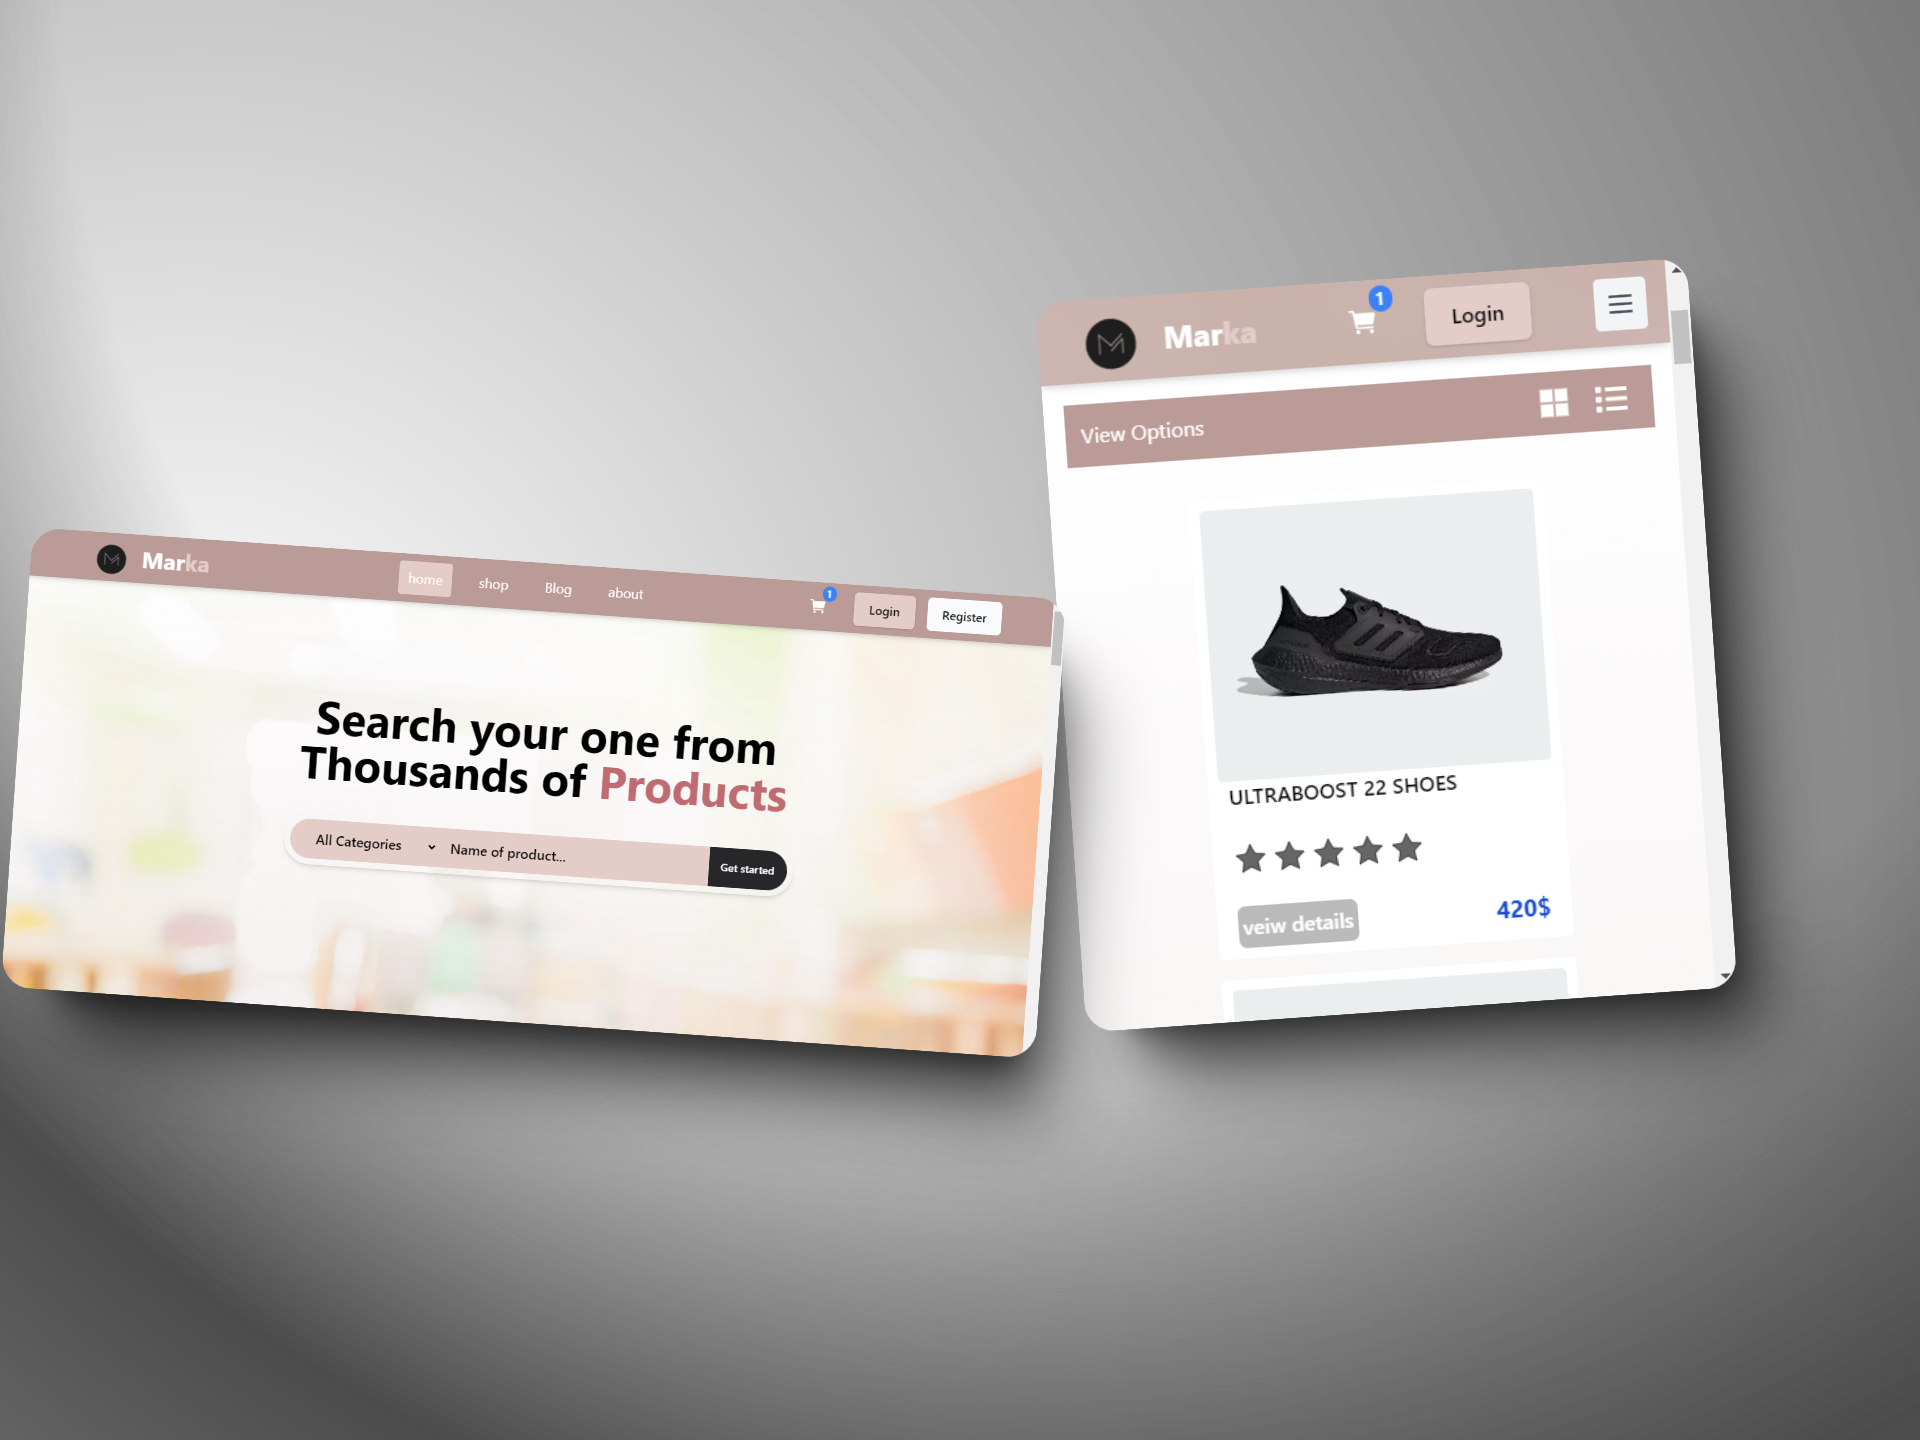 Marka
home
shop
Blog
about
1
Login
Register
Search your one from
Thousands of Products
All Categories
Name of product...
Get started
Marka
1
Login
View Options
ULTRABOOST 22 SHOES
veiw details
420$